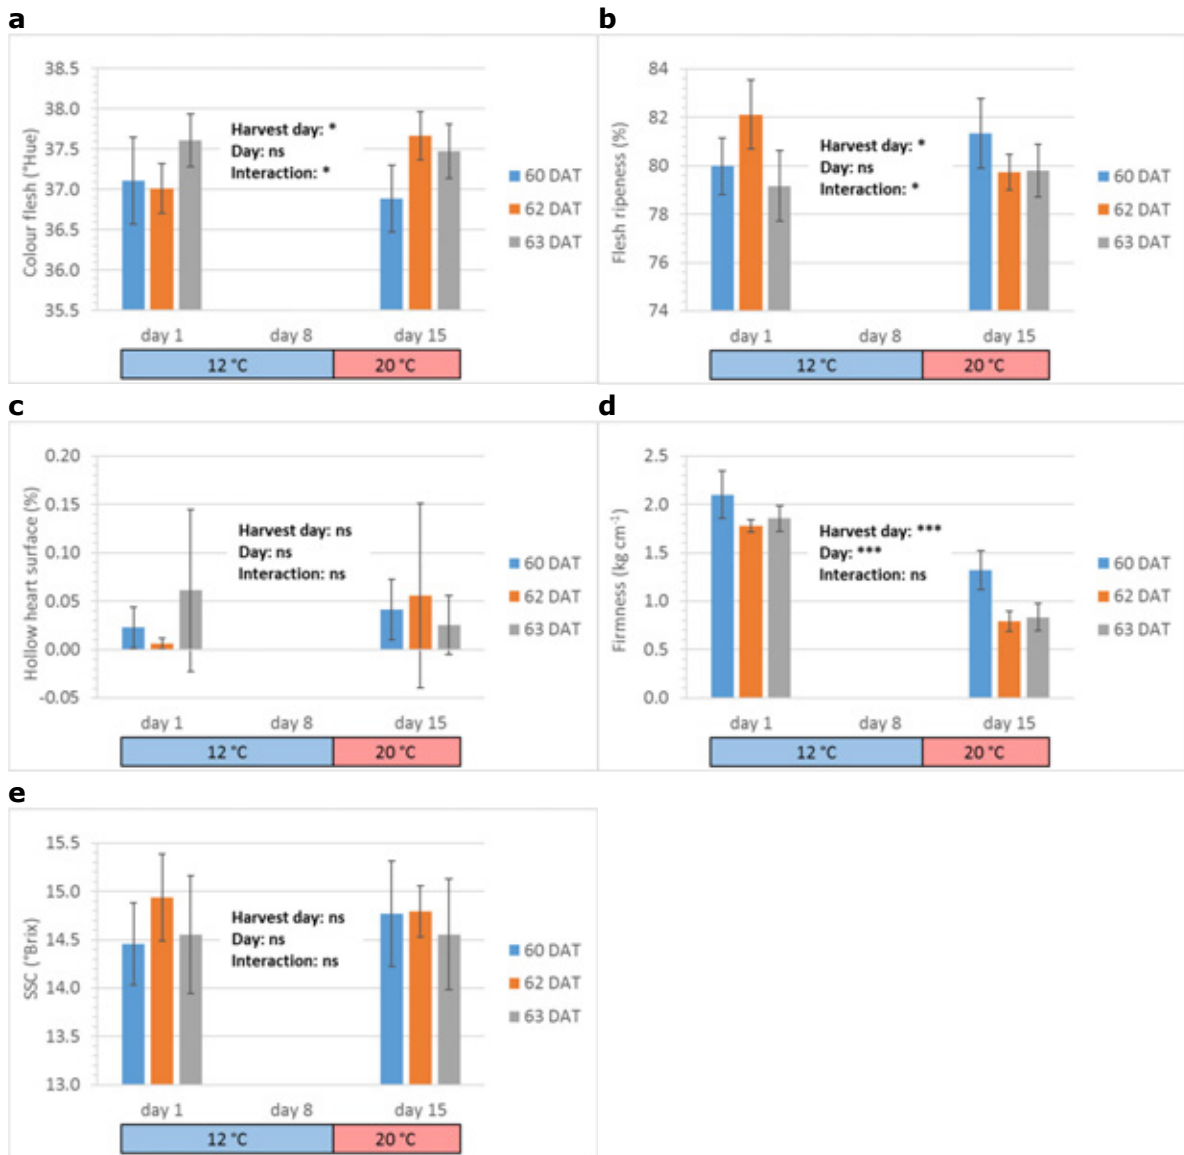 a
38.5
38.0
37.5
37.0
36.5
36.0
35.5
Colour flesh (°Hue)
Harvest day: *
Day: ns
Interaction: *
60 DAT
62 DAT
63 DAT
day 1 day 8 day 15
12 °C 20 °C
b
84
82
80
78
76
74
Flesh ripeness (%)
Harvest day: *
Day: ns
Interaction: *
60 DAT
62 DAT
63 DAT
day 1 day 8 day 15
12 °C 20 °C
c
0.20
0.15
0.10
0.05
0.00
-0.05
Hollow heart surface (%)
Harvest day: ns
Day: ns
Interaction: ns
60 DAT
62 DAT
63 DAT
day 1 day 8 day 15
12 °C 20 °C
d
2.5
2.0
1.5
1.0
0.5
0.0
Firmness (kg cm⁻¹)
Harvest day: ***
Day: ***
Interaction: ns
60 DAT
62 DAT
63 DAT
day 1 day 8 day 15
12 °C 20 °C
e
15.5
15.0
14.5
14.0
13.5
13.0
SSC (°Brix)
Harvest day: ns
Day: ns
Interaction: ns
60 DAT
62 DAT
63 DAT
day 1 day 8 day 15
12 °C 20 °C